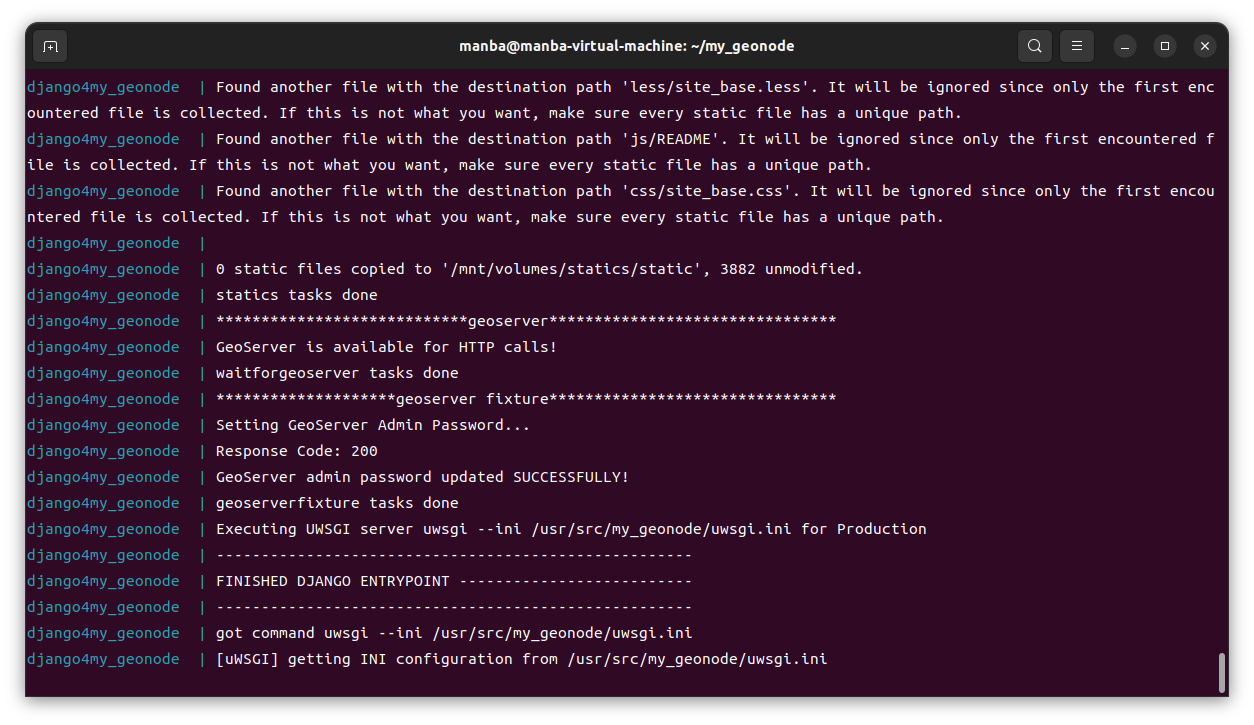 manba@manba-virtual-machine: ~/my_geonode
django4my_geonode  | Found another file with the destination path 'less/site_base.less'. It will be ignored since only the first enc
ountered file is collected. If this is not what you want, make sure every static file has a unique path.
django4my_geonode  | Found another file with the destination path 'js/README'. It will be ignored since only the first encountered f
ile is collected. If this is not what you want, make sure every static file has a unique path.
django4my_geonode  | Found another file with the destination path 'css/site_base.css'. It will be ignored since only the first encou
ntered file is collected. If this is not what you want, make sure every static file has a unique path.
django4my_geonode  |
django4my_geonode  | 0 static files copied to '/mnt/volumes/statics/static', 3882 unmodified.
django4my_geonode  | statics tasks done
django4my_geonode  | ****************************geoserver********************************
django4my_geonode  | GeoServer is available for HTTP calls!
django4my_geonode  | waitforgeoserver tasks done
django4my_geonode  | ********************geoserver fixture********************************
django4my_geonode  | Setting GeoServer Admin Password...
django4my_geonode  | Response Code: 200
django4my_geonode  | GeoServer admin password updated SUCCESSFULLY!
django4my_geonode  | geoserverfixture tasks done
django4my_geonode  | Executing UWSGI server uwsgi --ini /usr/src/my_geonode/uwsgi.ini for Production
django4my_geonode  | -----------------------------------------------------
django4my_geonode  | FINISHED DJANGO ENTRYPOINT --------------------------
django4my_geonode  | -----------------------------------------------------
django4my_geonode  | got command uwsgi --ini /usr/src/my_geonode/uwsgi.ini
django4my_geonode  | [uWSGI] getting INI configuration from /usr/src/my_geonode/uwsgi.ini